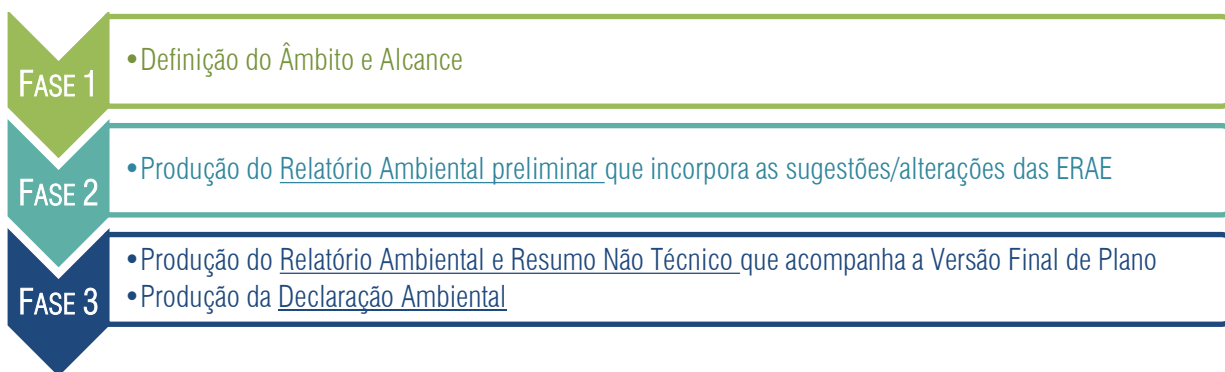 FASE 1
•Definição do Âmbito e Alcance
FASE 2
•Produção do Relatório Ambiental preliminar que incorpora as sugestões/alterações das ERAE
FASE 3
•Produção do Relatório Ambiental e Resumo Não Técnico que acompanha a Versão Final de Plano
•Produção da Declaração Ambiental